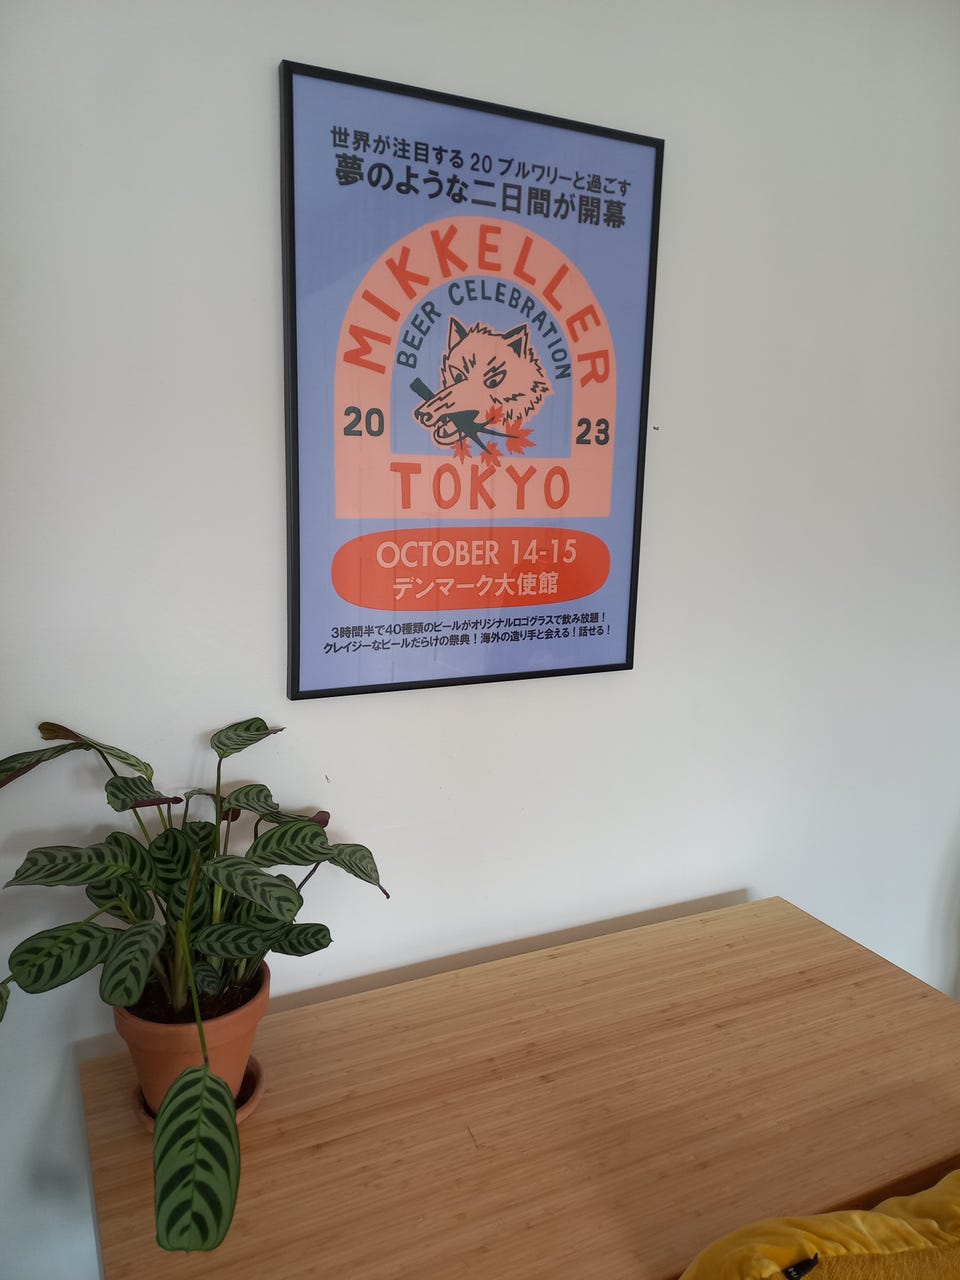 世界が注目する 20 ブルワリーと過ごす
夢のような二日間が開幕
MIKKELLER
BEER CELEBRATION
20 23
TOKYO
OCTOBER 14-15
デンマーク大使館
3時間半で40種類のビールがオリジナルロゴグラスで飲み放題！
クレイジーなビールだらけの祭典！海外の造り手と会える！話せる！